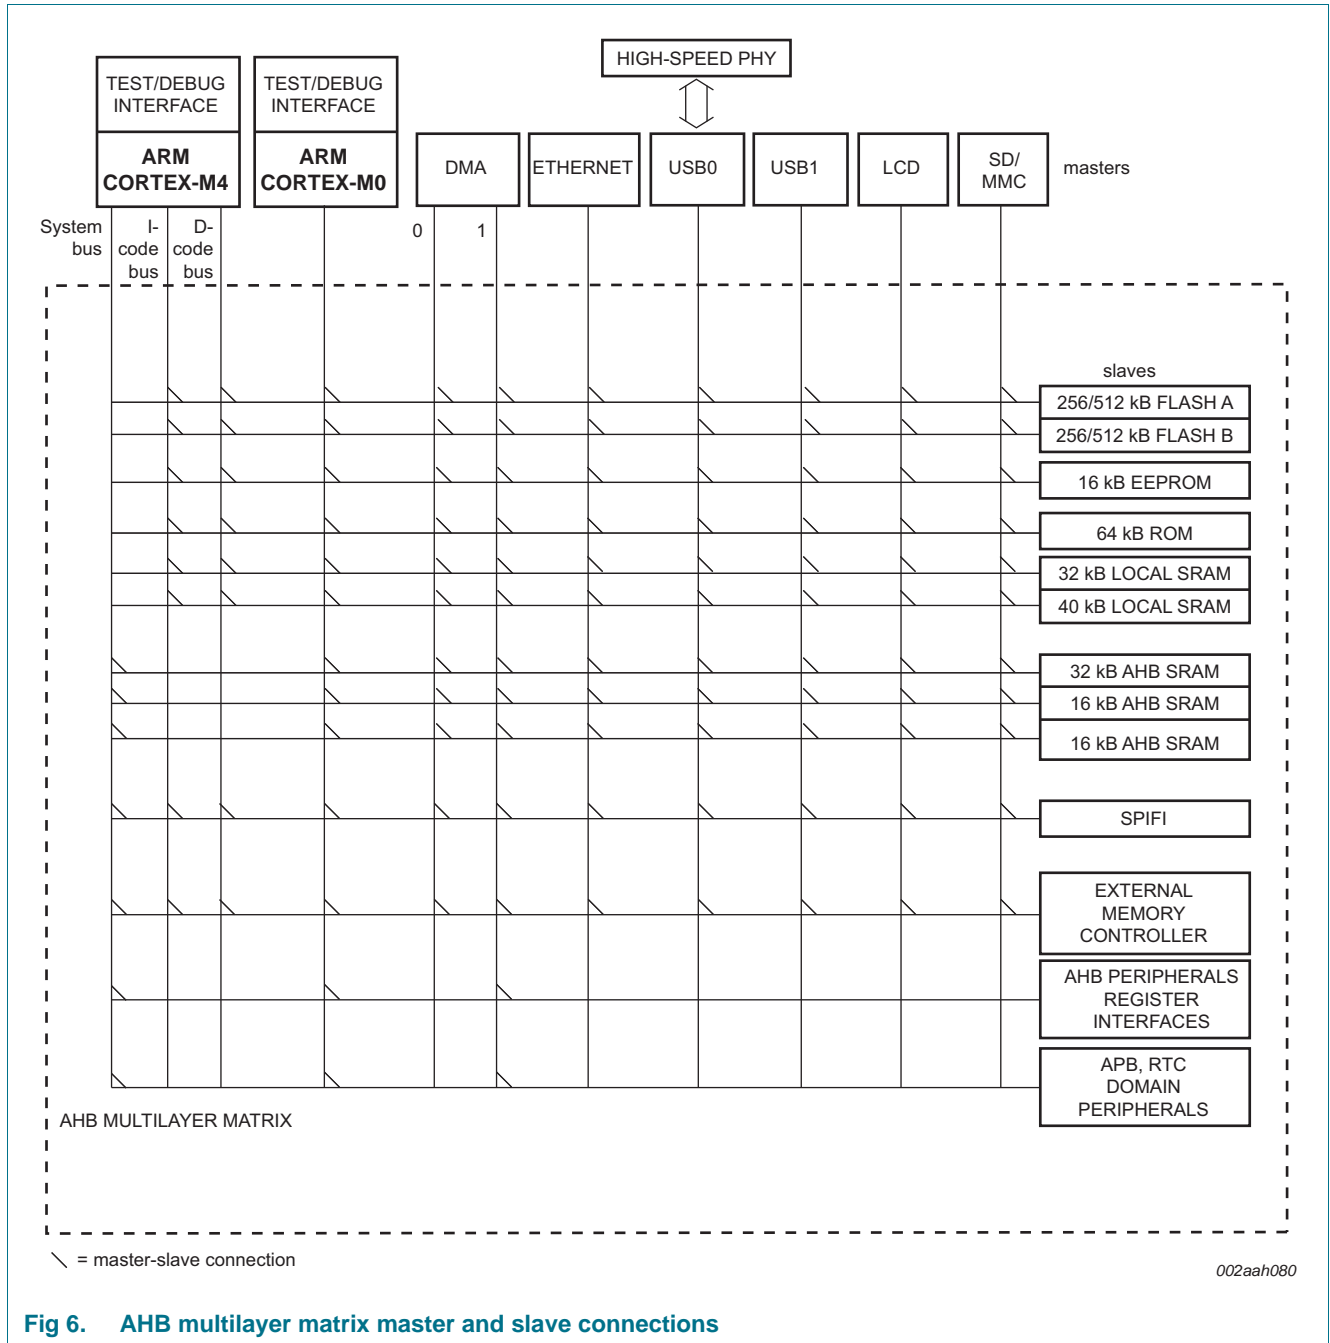 HIGH-SPEED PHY
TEST/DEBUG
INTERFACE
TEST/DEBUG
INTERFACE
ARM
CORTEX-M4
ARM
CORTEX-M0
DMA
ETHERNET
USB0
USB1
LCD
SD/
MMC
masters
System
bus
I-
code
bus
D-
code
bus
0
1
slaves
256/512 kB FLASH A
256/512 kB FLASH B
16 kB EEPROM
64 kB ROM
32 kB LOCAL SRAM
40 kB LOCAL SRAM
32 kB AHB SRAM
16 kB AHB SRAM
16 kB AHB SRAM
SPIFI
EXTERNAL
MEMORY
CONTROLLER
AHB PERIPHERALS
REGISTER
INTERFACES
APB, RTC
DOMAIN
PERIPHERALS
AHB MULTILAYER MATRIX
= master-slave connection
002aah080
Fig 6. AHB multilayer matrix master and slave connections